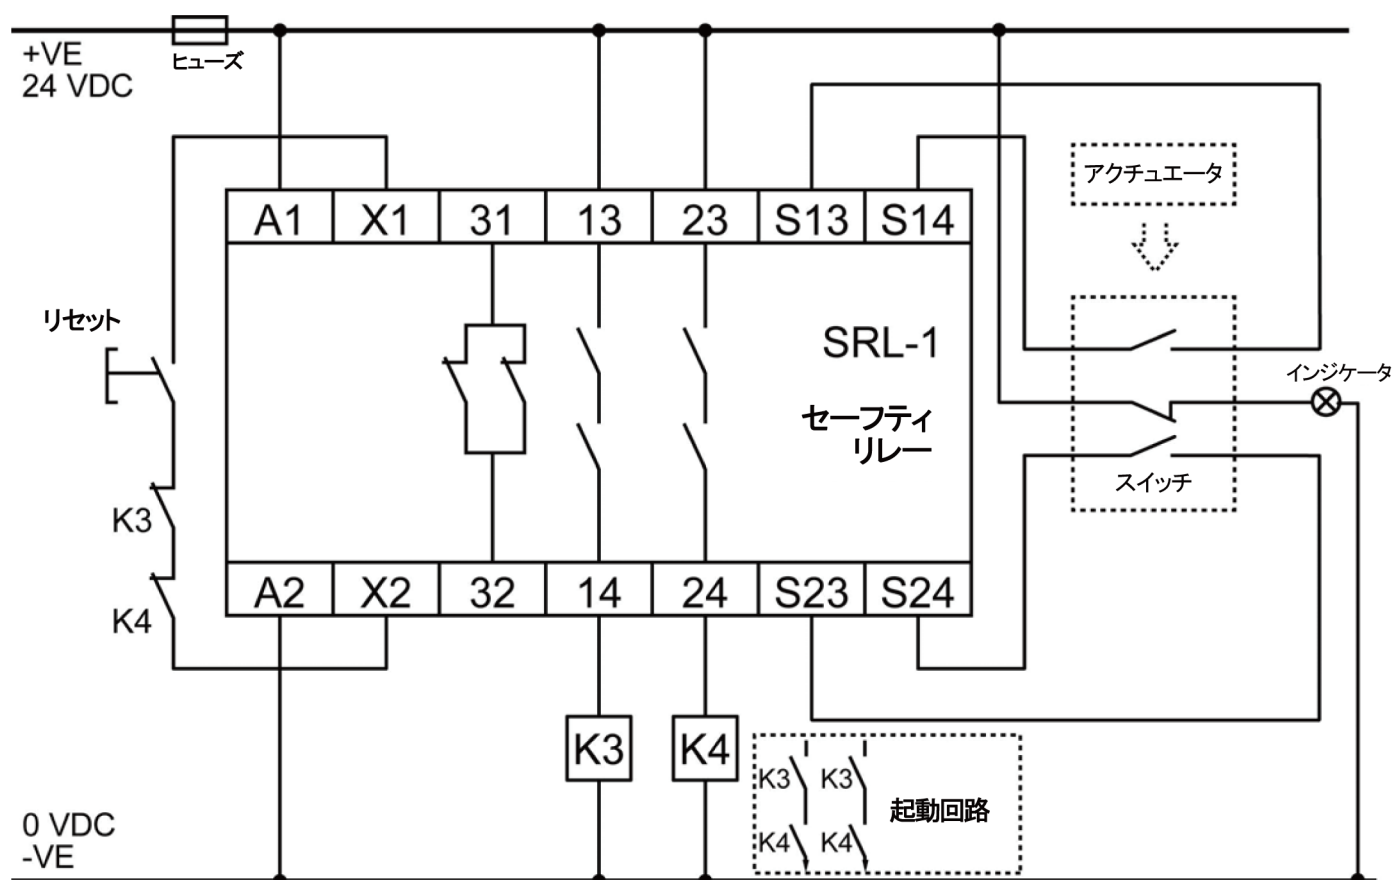 +VE
24 VDC
ヒューズ
アクチュエータ
A1 X1 31 13 23 S13 S14
リセット
SRL-1
インジケータ
セーフティ
リレー
スイッチ
K3
A2 X2 32 14 24 S23 S24
K4
K3 K4
K3 K3
起動回路
K4 K4
0 VDC
-VE